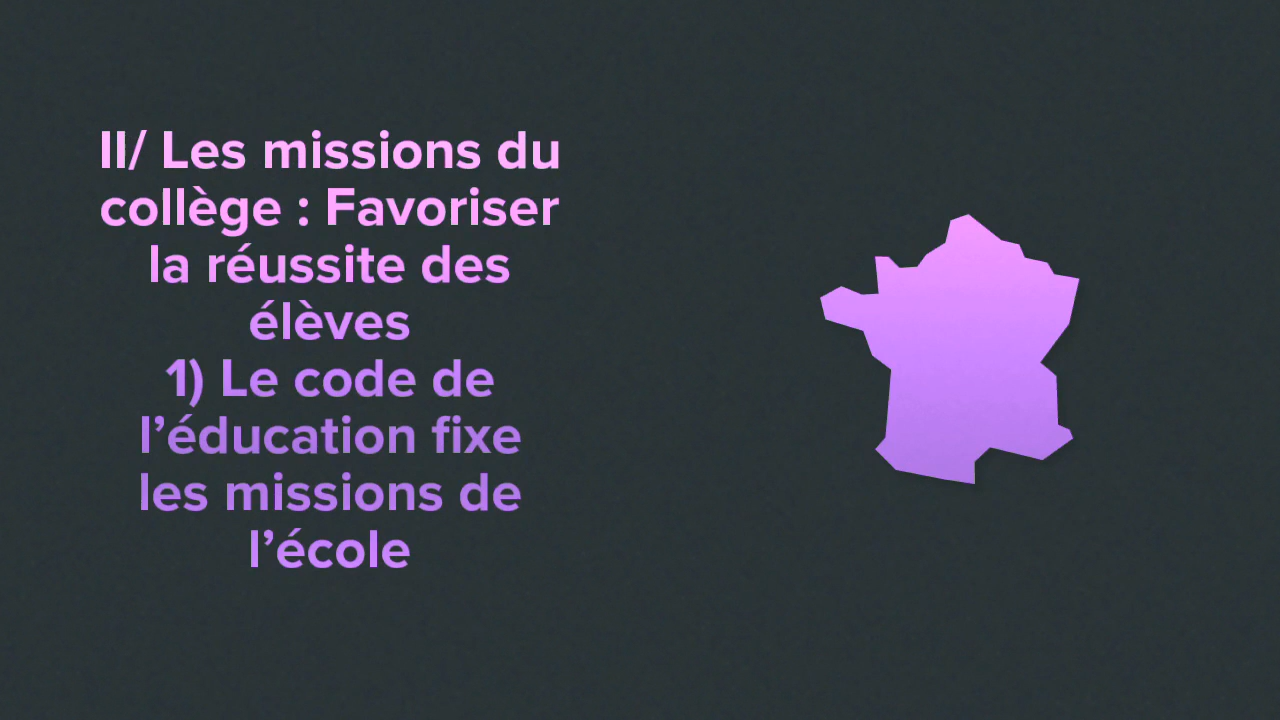 II/ Les missions du
collège : Favoriser
la réussite des
élèves
1) Le code de
l’éducation fixe
les missions de
l’école